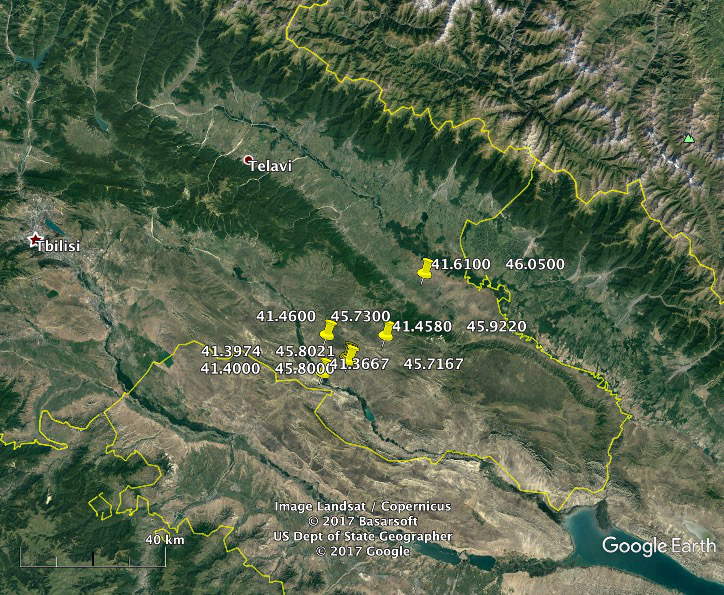 Telavi
Tbilisi
41.6100 46.0500
41.4600 45.7300
41.4580 45.9220
41.3974 45.8021
41.4000 45.8000
41.3667 45.7167
Image Landsat / Copernicus
© 2017 Basarsoft
US Dept of State Geographer
© 2017 Google
40 km
Google Earth